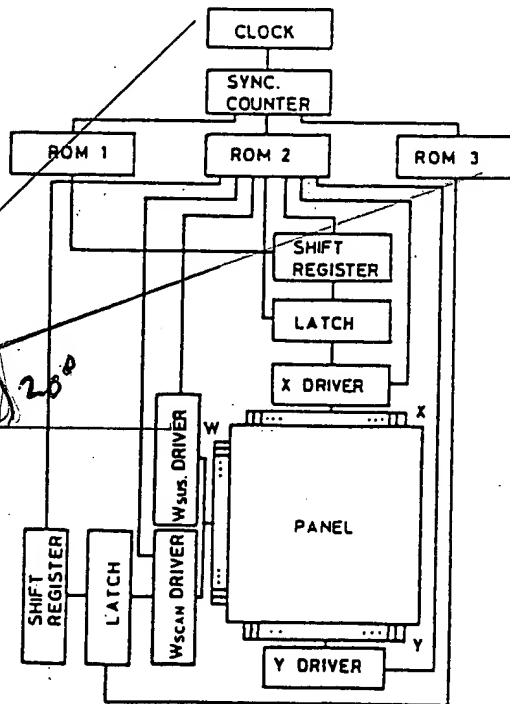 CLOCK
SYNC.
COUNTER
ROM 1
ROM 2
ROM 3
SHIFT
REGISTER
LATCH
X DRIVER
X
W
WSUS. DRIVER
PANEL
SHIFT
REGISTER
LATCH
WSCAN DRIVER
Y
Y DRIVER